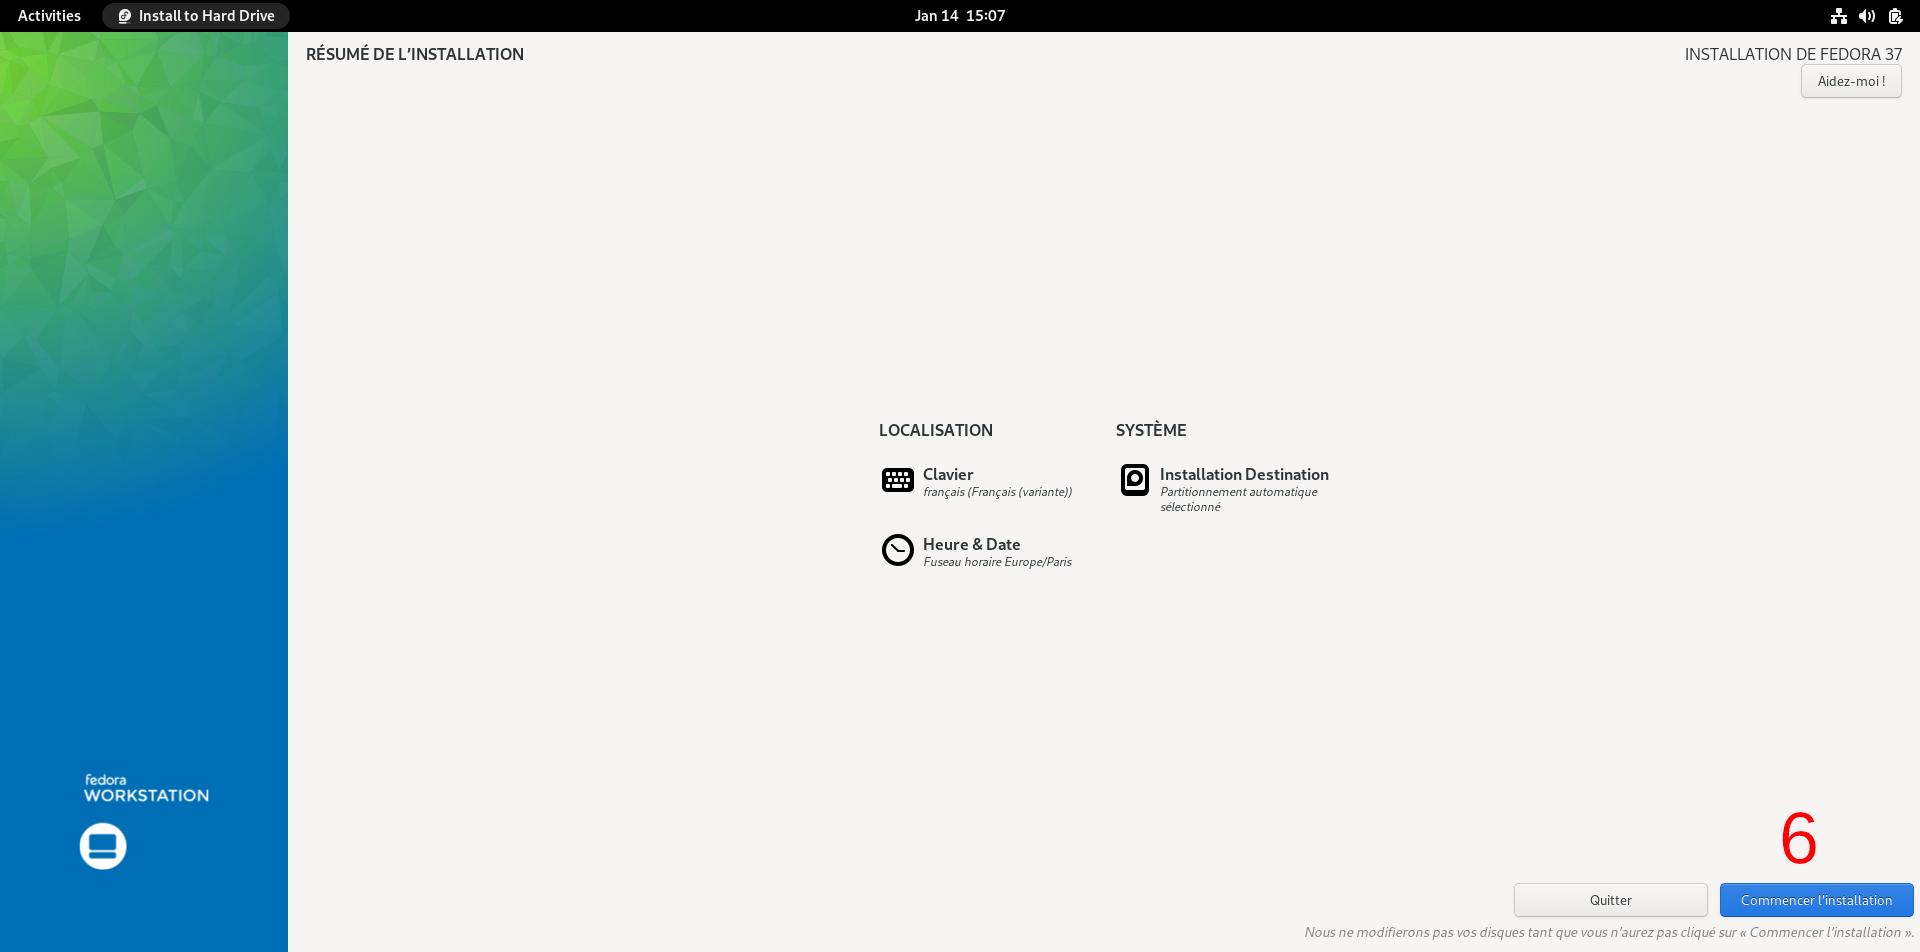 Activities
Install to Hard Drive
Jan 14 15:07
RÉSUMÉ DE L’INSTALLATION
INSTALLATION DE FEDORA 37
Aidez-moi !
LOCALISATION
Clavier
français (Français (variante))
Heure & Date
Fuseau horaire Europe/Paris
SYSTÈME
Installation Destination
Partitionnement automatique
sélectionné
fedora
WORKSTATION
6
Quitter
Commencer l’installation
Nous ne modifierons pas vos disques tant que vous n’aurez pas cliqué sur « Commencer l’installation ».